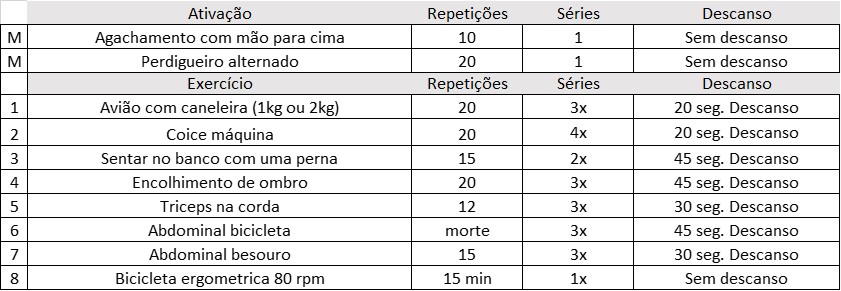 Ativação Repetições Séries Descanso
M Agachamento com mão para cima 10 1 Sem descanso
M Perdigueiro alternado 20 1 Sem descanso
Exercício Repetições Séries Descanso
1 Avião com caneleira (1kg ou 2kg) 20 3x 20 seg. Descanso
2 Coice máquina 20 4x 20 seg. Descanso
3 Sentar no banco com uma perna 15 2x 45 seg. Descanso
4 Encolhimento de ombro 20 3x 45 seg. Descanso
5 Triceps na corda 12 3x 30 seg. Descanso
6 Abdominal bicicleta morte 3x 45 seg. Descanso
7 Abdominal besouro 15 3x 30 seg. Descanso
8 Bicicleta ergometrica 80 rpm 15 min 1x Sem descanso